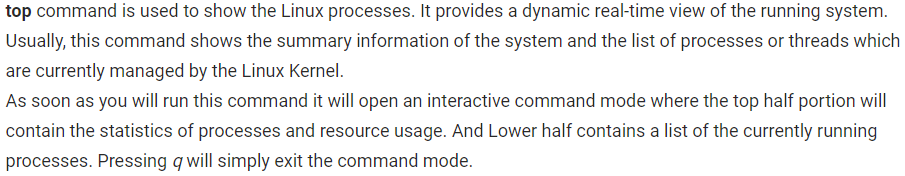 top command is used to show the Linux processes. It provides a dynamic real-time view of the running system.
Usually, this command shows the summary information of the system and the list of processes or threads which
are currently managed by the Linux Kernel.
As soon as you will run this command it will open an interactive command mode where the top half portion will
contain the statistics of processes and resource usage. And Lower half contains a list of the currently running
processes. Pressing q will simply exit the command mode.